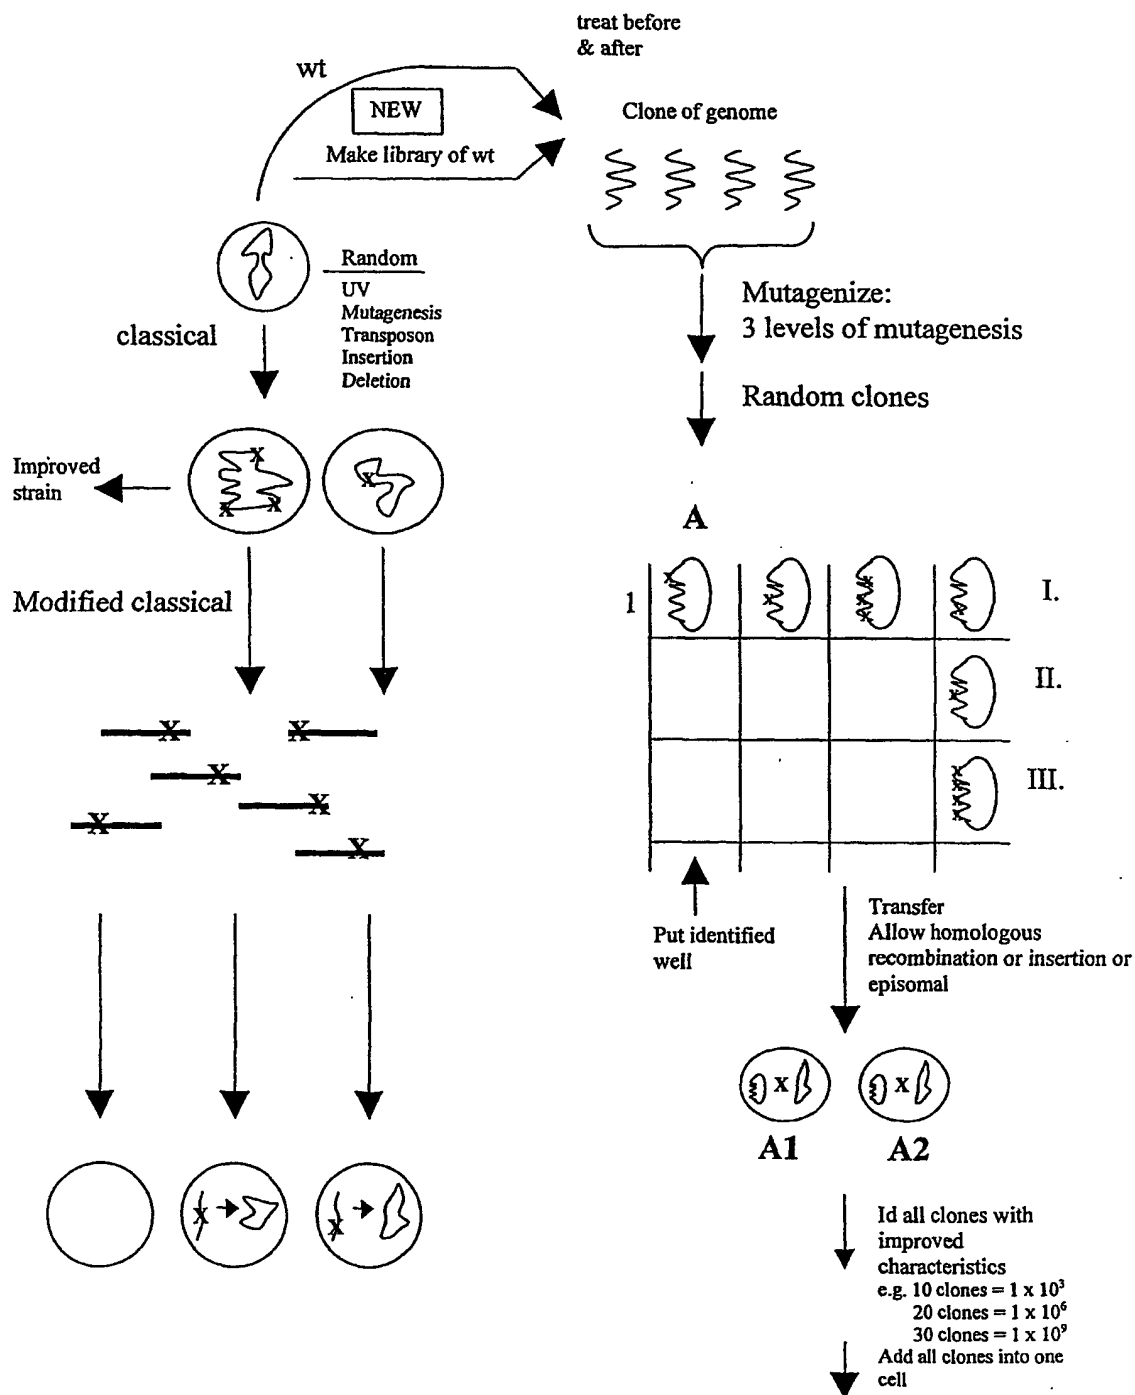 treat before
& after
wt
NEW
Make library of wt
Clone of genome
Random
UV
Mutagenesis
Transposon
Insertion
Deletion
classical
Mutagenize:
3 levels of mutagenesis
Random clones
Improved
strain
X
X
X
X
A
Modified classical
1
I.
II.
III.
X
X
X
X
X
X
Put identified
well
Transfer
Allow homologous
recombination or insertion or
episomal
X
X
A1
A2
X
X
Id all clones with
improved
characteristics
e.g. 10 clones = 1 x 10³
20 clones = 1 x 10⁶
30 clones = 1 x 10⁹
Add all clones into one
cell